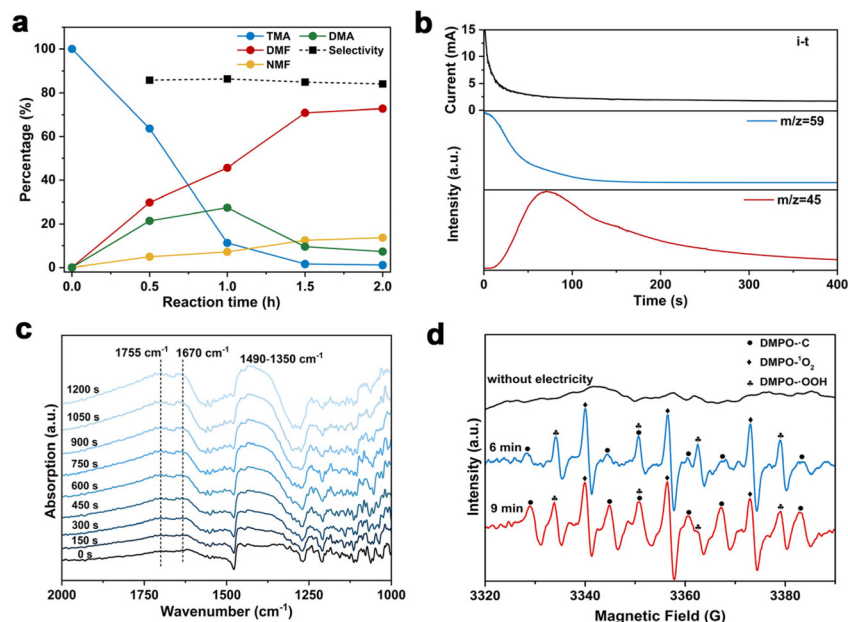 a
TMA
DMA
DMF
Selectivity
NMF
Percentage (%)
100
80
60
40
20
0
0.0
0.5
1.0
1.5
2.0
Reaction time (h)
b
i-t
Current (mA)
15
10
5
0
m/z=59
m/z=45
Intensity (a.u.)
0
100
200
300
400
Time (s)
c
1755 cm⁻¹
1670 cm⁻¹
1490-1350 cm⁻¹
1200 s
1050 s
900 s
750 s
600 s
450 s
300 s
150 s
0 s
Absorption (a.u.)
2000
1750
1500
1250
1000
Wavenumber (cm⁻¹)
d
DMPO-·C
DMPO-¹O₂
DMPO-·OOH
without electricity
6 min
9 min
Intensity (a.u.)
3320
3340
3360
3380
Magnetic Field (G)